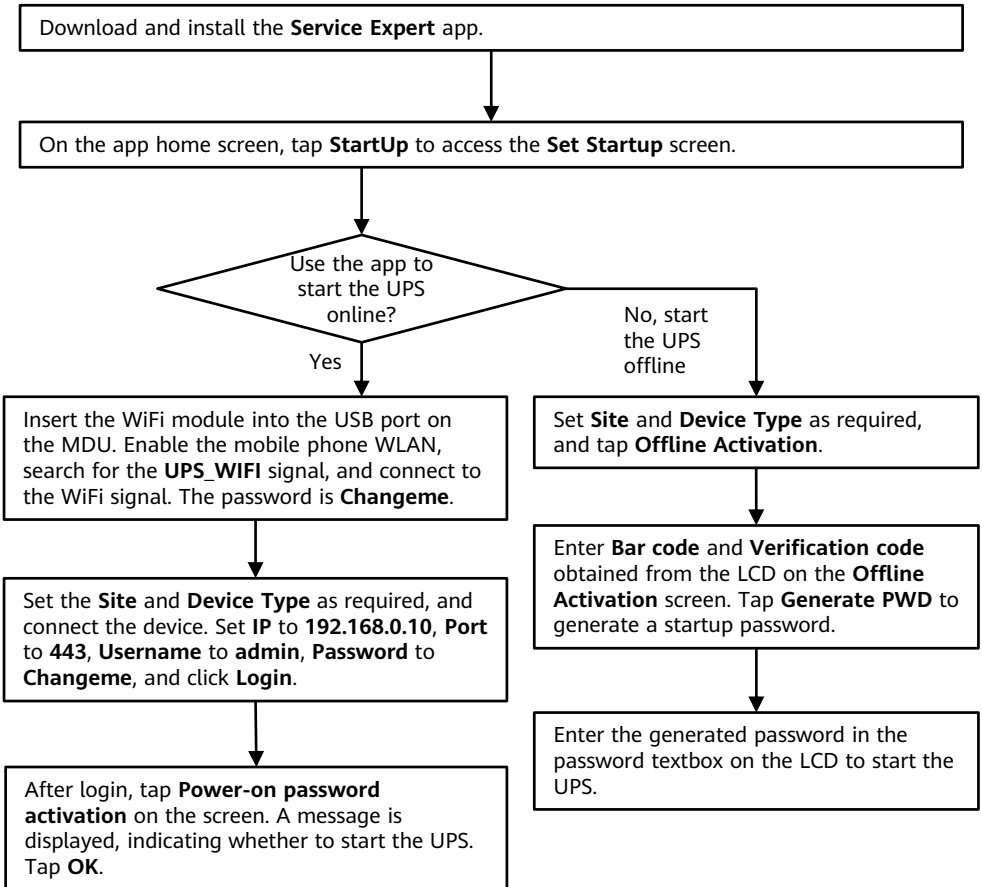 Download and install the Service Expert app.
On the app home screen, tap StartUp to access the Set Startup screen.
Use the app to
start the UPS
online?
Yes
No, start
the UPS
offline
Insert the WiFi module into the USB port on
the MDU. Enable the mobile phone WLAN,
search for the UPS_WIFI signal, and connect to
the WiFi signal. The password is Changeme.
Set the Site and Device Type as required, and
connect the device. Set IP to 192.168.0.10, Port
to 443, Username to admin, Password to
Changeme, and click Login.
After login, tap Power-on password
activation on the screen. A message is
displayed, indicating whether to start the UPS.
Tap OK.
Set Site and Device Type as required,
and tap Offline Activation.
Enter Bar code and Verification code
obtained from the LCD on the Offline
Activation screen. Tap Generate PWD to
generate a startup password.
Enter the generated password in the
password textbox on the LCD to start the
UPS.